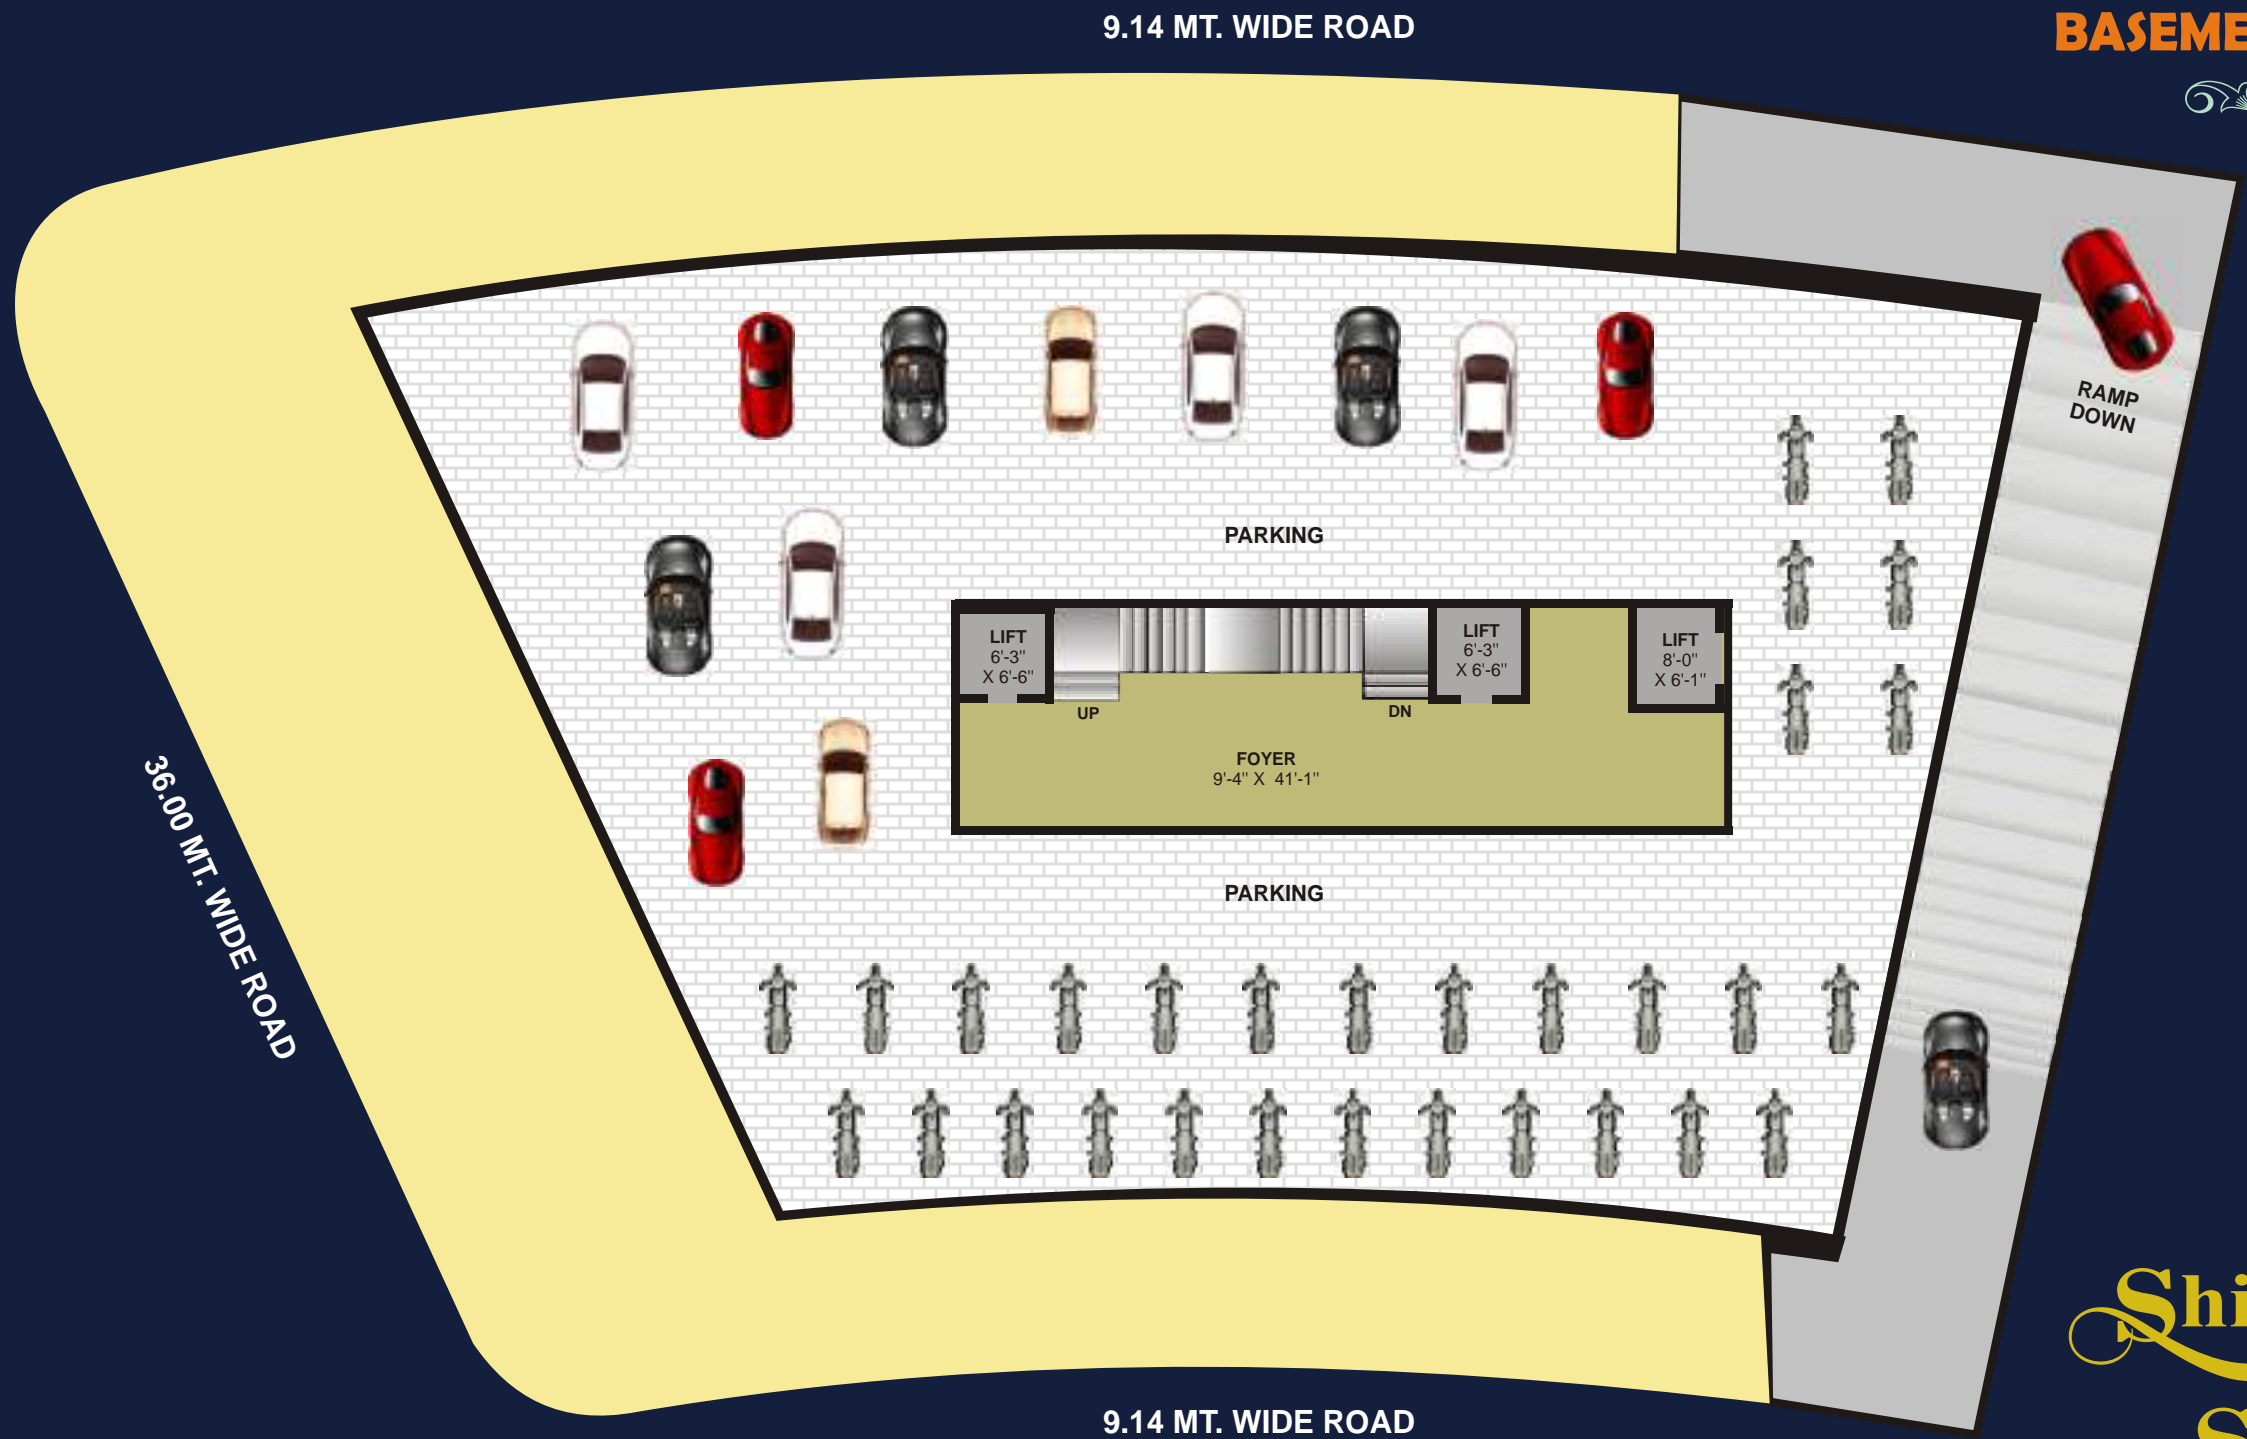 9.14 MT. WIDE ROAD
BASEME
RAMP
DOWN
PARKING
LIFT
6'-3"
X 6'-6"
LIFT
6'-3"
X 6'-6"
LIFT
8'-0"
X 6'-1"
UP
DN
FOYER
9'-4" X 41'-1"
36.00 MT. WIDE ROAD
PARKING
Shi
S
9.14 MT. WIDE ROAD